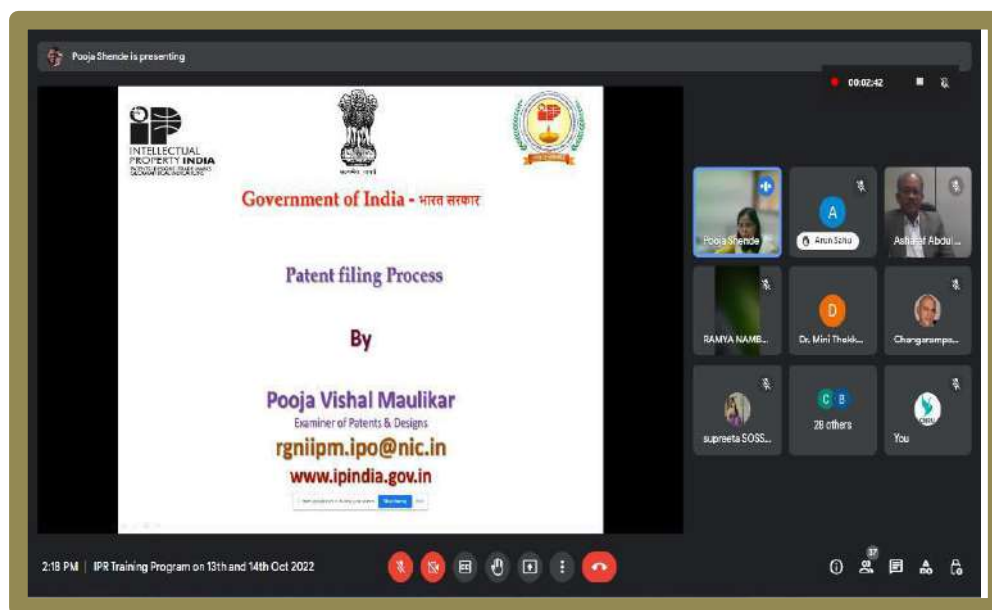 Pooja Shende is presenting
00:02:42
INTELLECTUAL
PROPERTY INDIA
Government of India - भारत सरकार
Patent filing Process
By
Pooja Vishal Maulikar
Examiner of Patents & Designs
rgniipm.ipo@nic.in
www.ipindia.gov.in
Pooja Shende
A
Arun Sahu
Asharaf Abdul...
RAMYA NAMB...
D
Dr. Mini Thekk...
Changarampo...
supreeta SOSS...
C B
28 others
You
2:18 PM | IPR Training Program on 13th and 14th Oct 2022
37